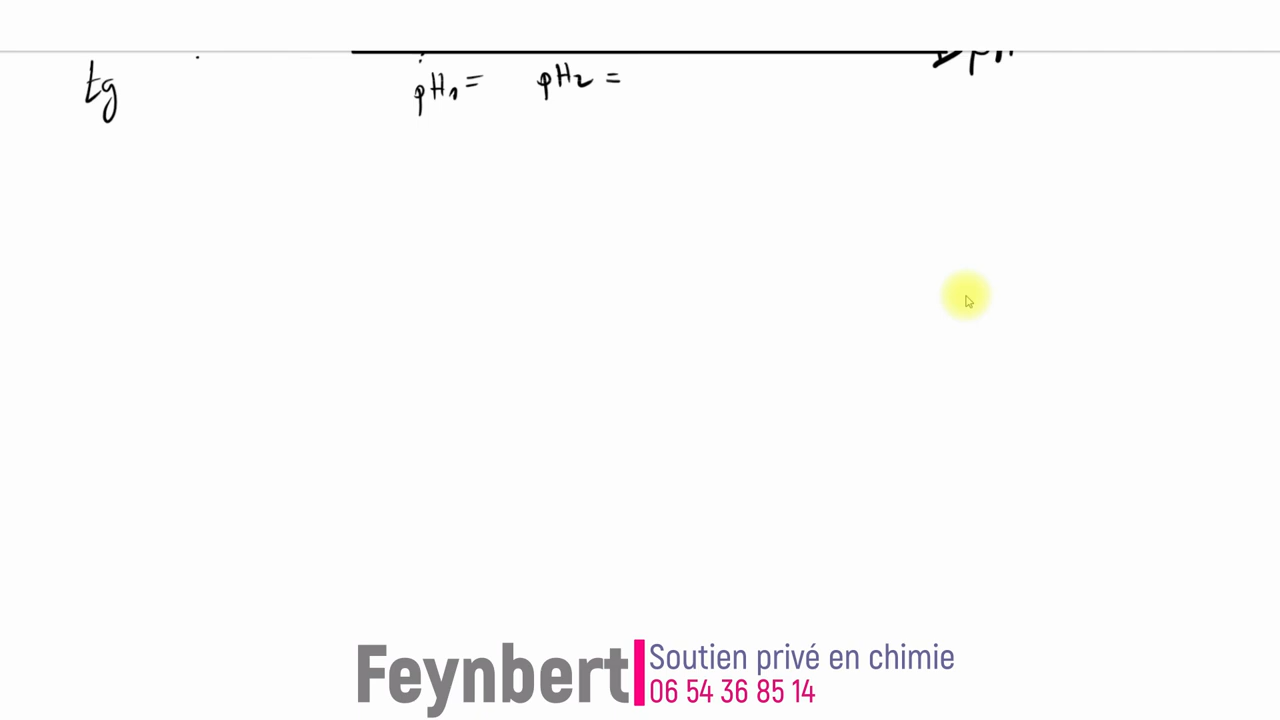 tg pH1 = pH2 =
Feynbert
Soutien privé en chimie
06 54 36 85 14